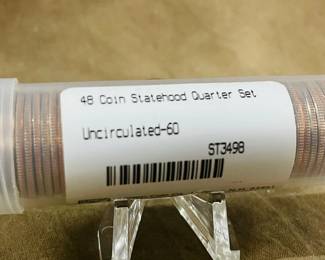 48 Coin Statehood Quarter Set
Uncirculated-60
ST3498